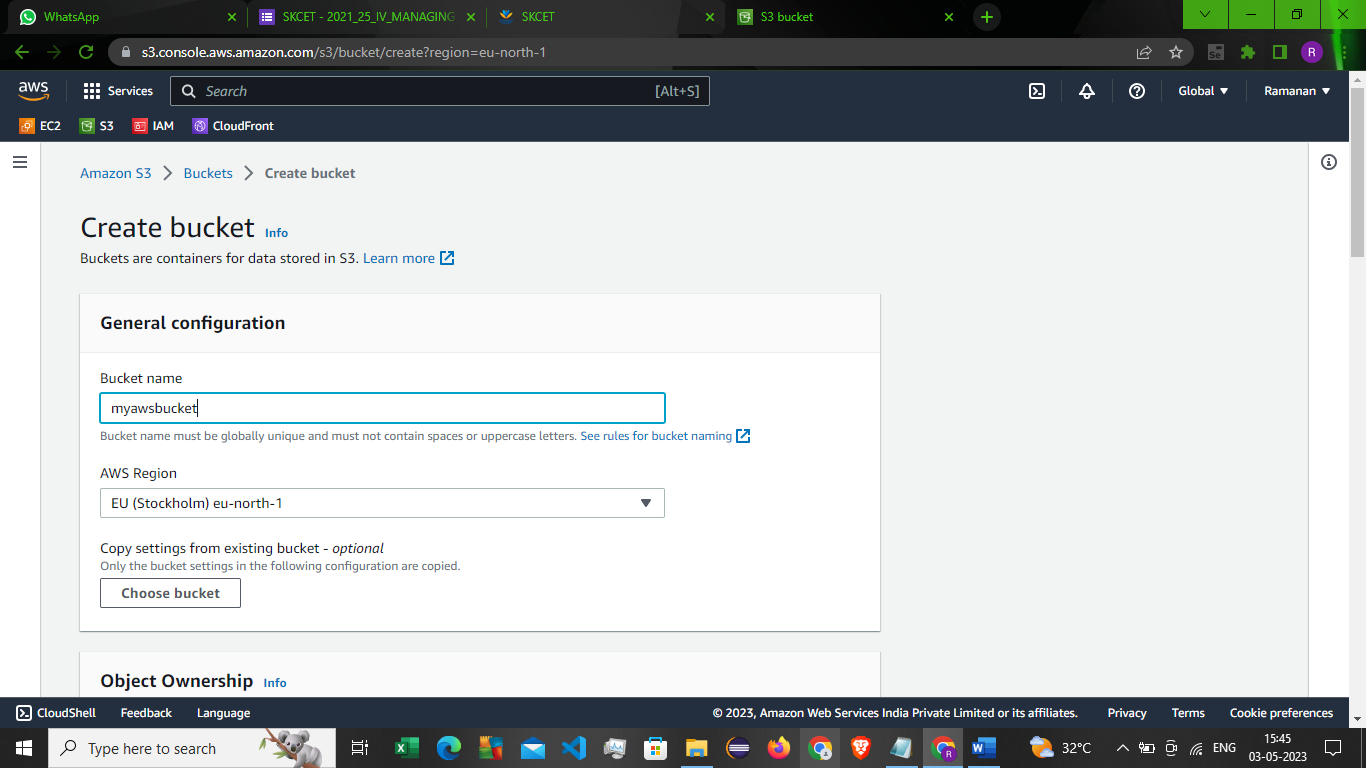 WhatsApp
SKCET - 2021_25_IV_MANAGING
SKCET
S3 bucket
s3.console.aws.amazon.com/s3/bucket/create?region=eu-north-1
Se
R
aws
Services
Search
[Alt+S]
Global
Ramanan
EC2
S3
IAM
CloudFront
Amazon S3
Buckets
Create bucket
Create bucket Info
Buckets are containers for data stored in S3. Learn more
General configuration
Bucket name
myawsbucket
Bucket name must be globally unique and must not contain spaces or uppercase letters. See rules for bucket naming
AWS Region
EU (Stockholm) eu-north-1
Copy settings from existing bucket - optional
Only the bucket settings in the following configuration are copied.
Choose bucket
Object Ownership Info
CloudShell
Feedback
Language
© 2023, Amazon Web Services India Private Limited or its affiliates.
Privacy
Terms
Cookie preferences
Type here to search
32°C
ENG
15:45
03-05-2023